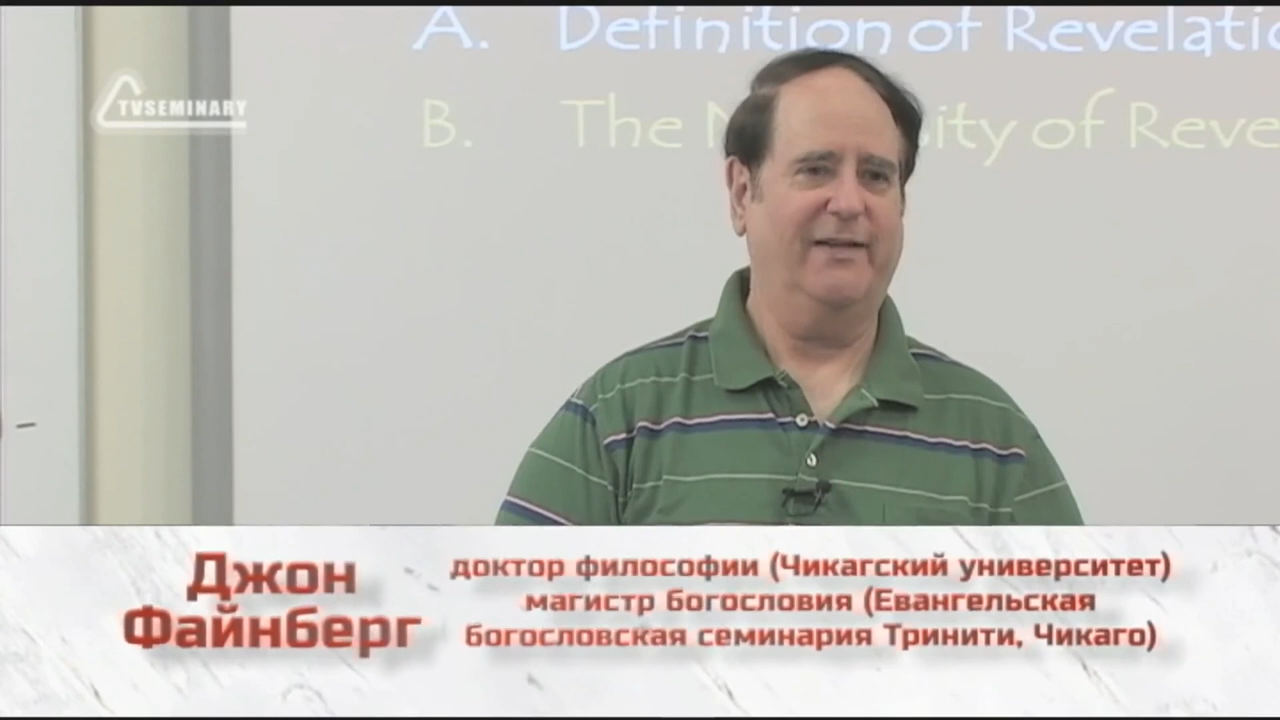 A. Definition of Revelatio
B. The N sity of Reve
TVSEMINARY
Джон
Файнберг
доктор философии (Чикагский университет)
магистр богословия (Евангельская
богословская семинария Тринити, Чикаго)